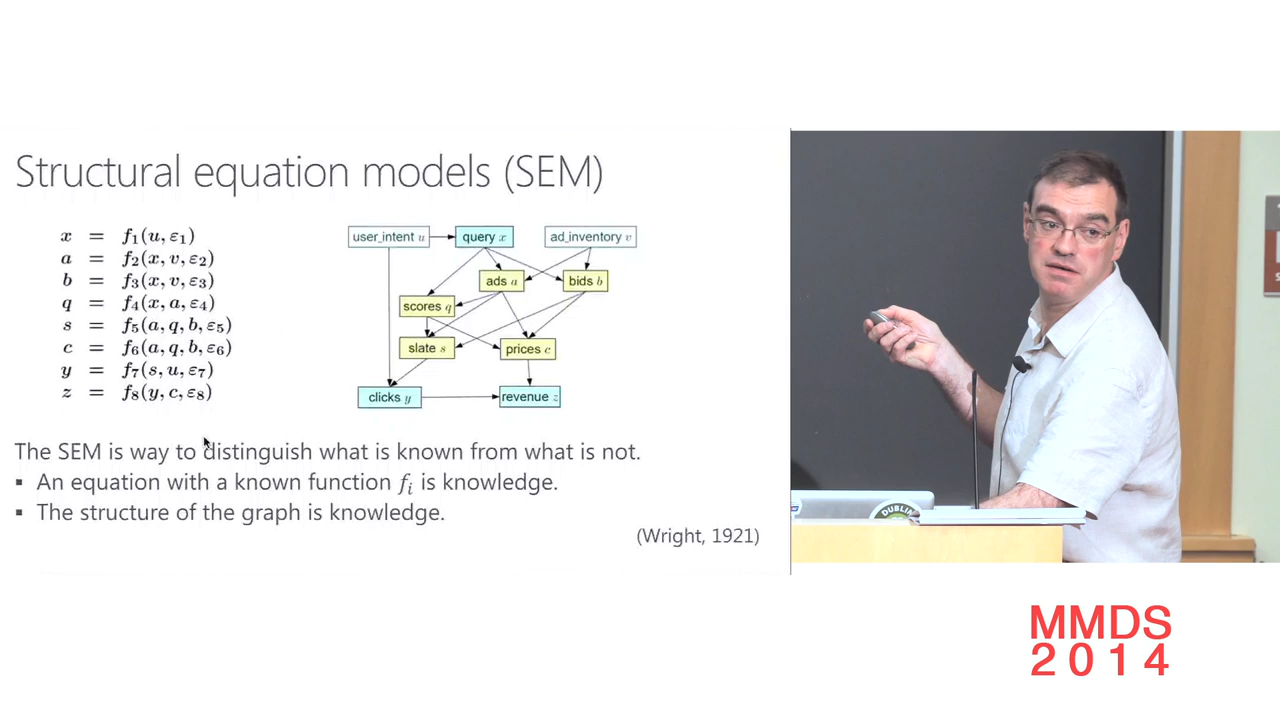 Structural equation models (SEM)
x = f₁(u, ε₁)
a = f₂(x, v, ε₂)
b = f₃(x, v, ε₃)
q = f₄(x, a, ε₄)
s = f₅(a, q, b, ε₅)
c = f₆(a, q, b, ε₆)
y = f₇(s, u, ε₇)
z = f₈(y, c, ε₈)
user_intent u
query x
ad_inventory v
ads a
bids b
scores q
slate s
prices c
clicks y
revenue z
The SEM is way to distinguish what is known from what is not.
▪ An equation with a known function fᵢ is knowledge.
▪ The structure of the graph is knowledge.
(Wright, 1921)
DUBLIN
MMDS
2014